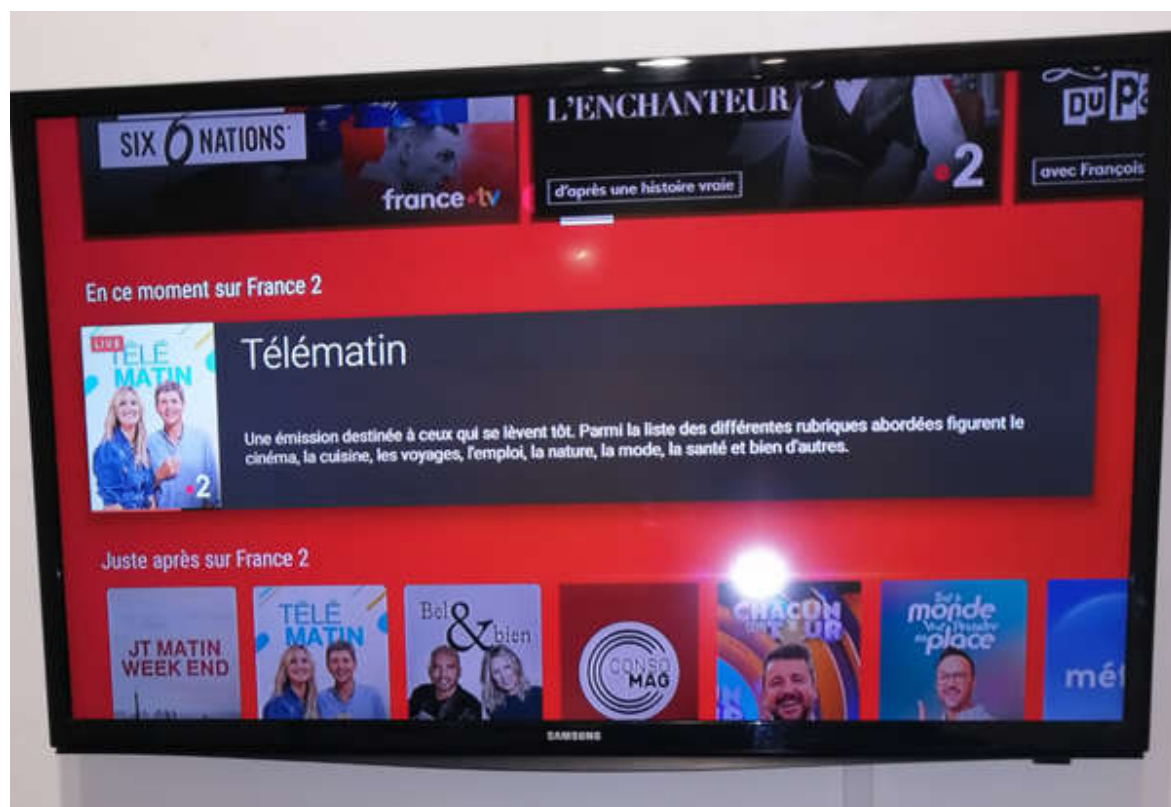 SIX 6 NATIONS
france•tv
L'ENCHANTEUR
d'après une histoire vraie
2
DU
avec François
En ce moment sur France 2
LIVE
TÉLÉ
MATIN
2
Télématin
Une émission destinée à ceux qui se lèvent tôt. Parmi la liste des différentes rubriques abordées figurent le
cinéma, la cuisine, les voyages, l'emploi, la nature, la mode, la santé et bien d'autres.
Juste après sur France 2
JT MATIN
WEEK END
TÉLÉ
MATIN
Bel
&
bien
CONSO
MAG
CHACUN
monde
place
mét
SAMSUNG